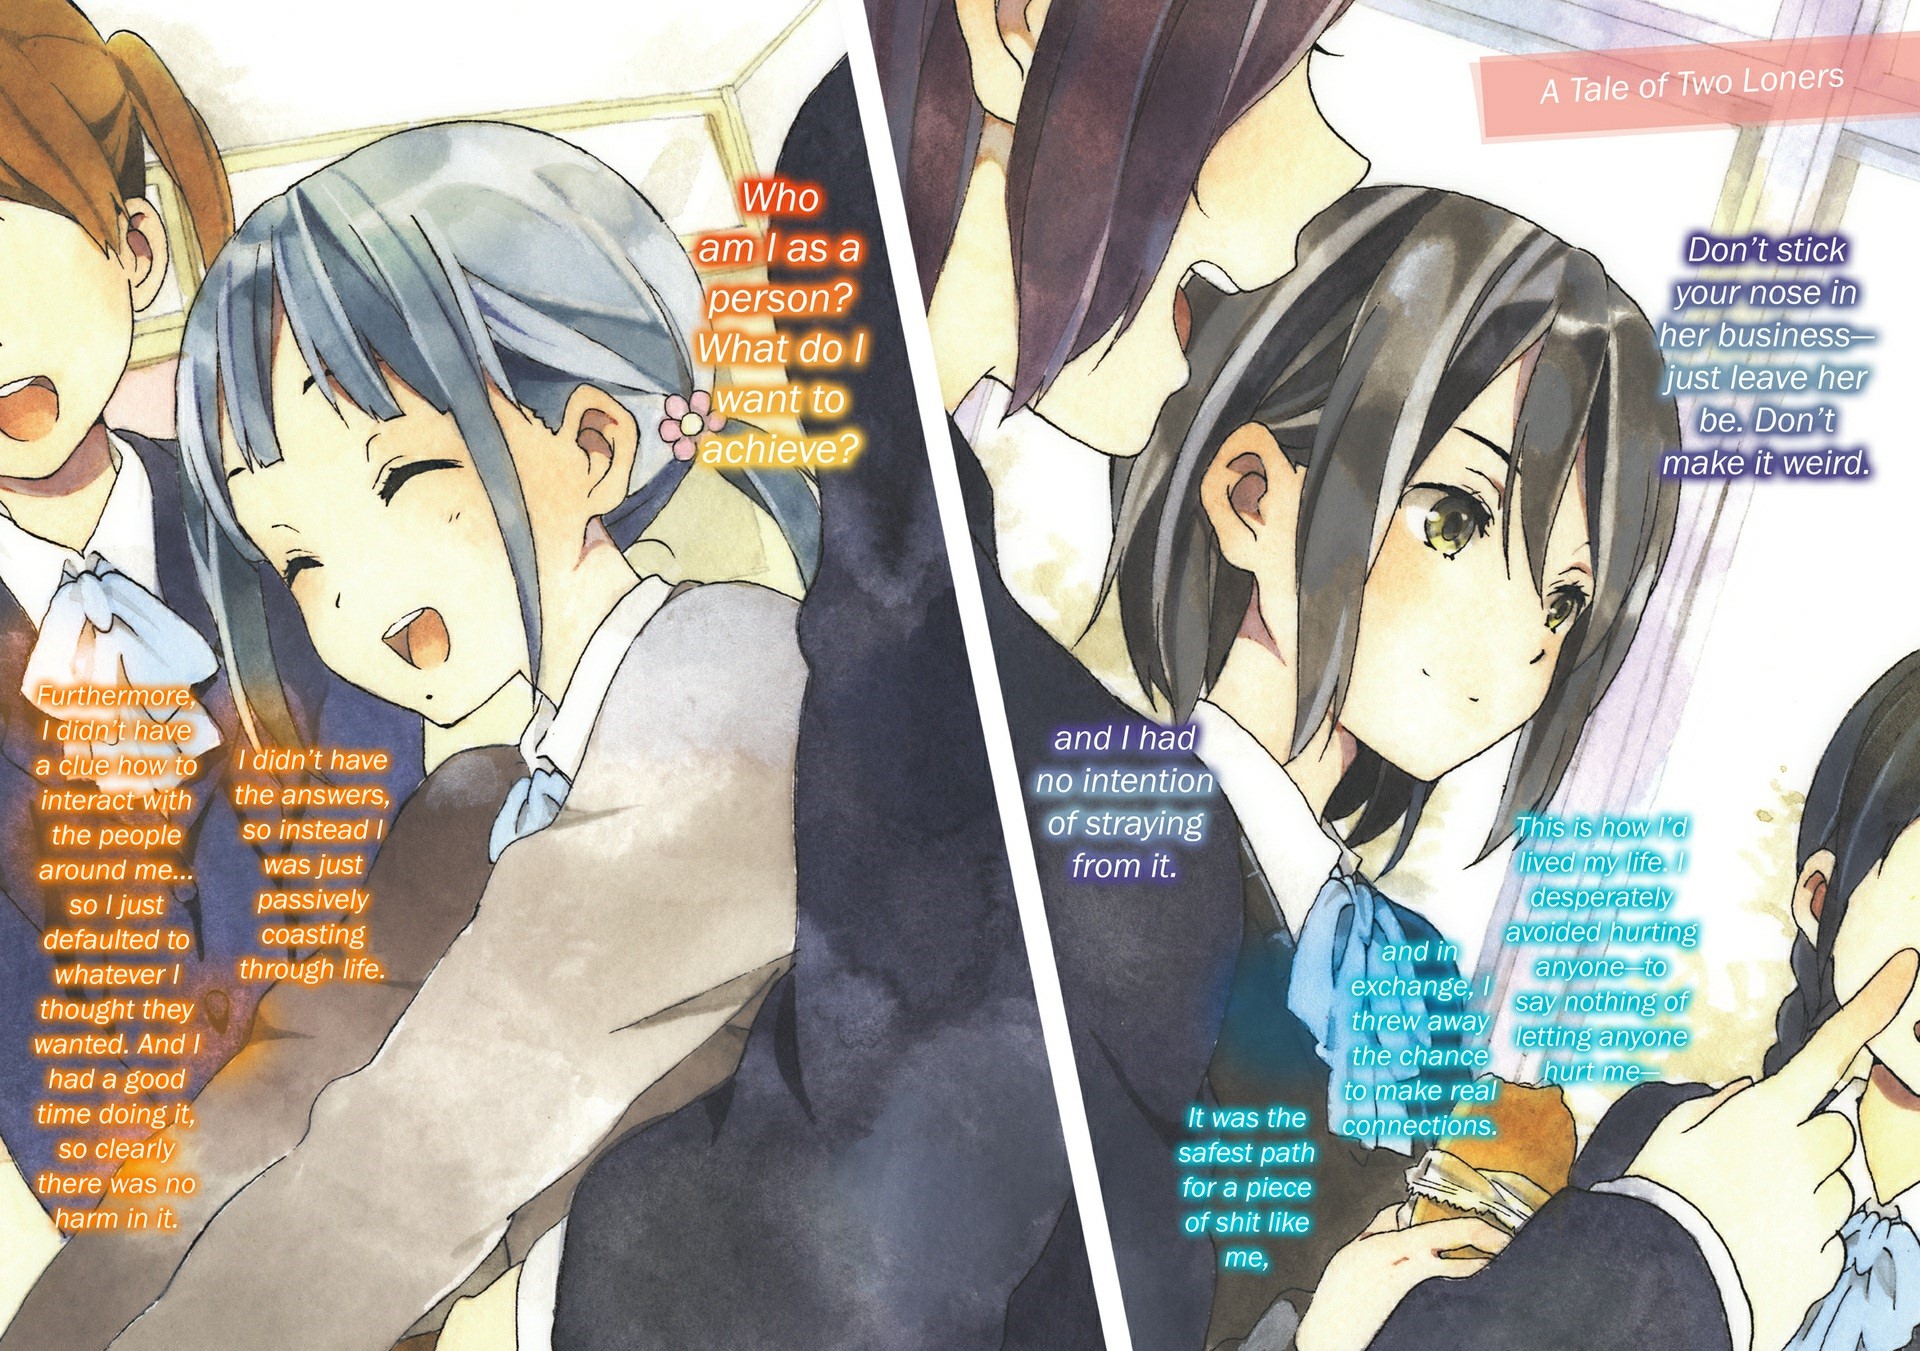 A Tale of Two Loners
Don't stick
your nose in
her business—
just leave her
be. Don't
make it weird.
This is how I'd
lived my life. I
desperately
avoided hurting
anyone—to
say nothing of
letting anyone
hurt me—
and in
exchange, I
threw away
the chance
to make real
connections.
It was the
safest path
for a piece
of shit like
me,
and I had
no intention
of straying
from it.
Who
am I as a
person?
What do I
want to
achieve?
I didn't have
the answers,
so instead I
was just
passively
coasting
through life.
Furthermore,
I didn't have
a clue how to
interact with
the people
around me...
so I just
defaulted to
whatever I
thought they
wanted. And I
had a good
time doing it,
so clearly
there was no
harm in it.